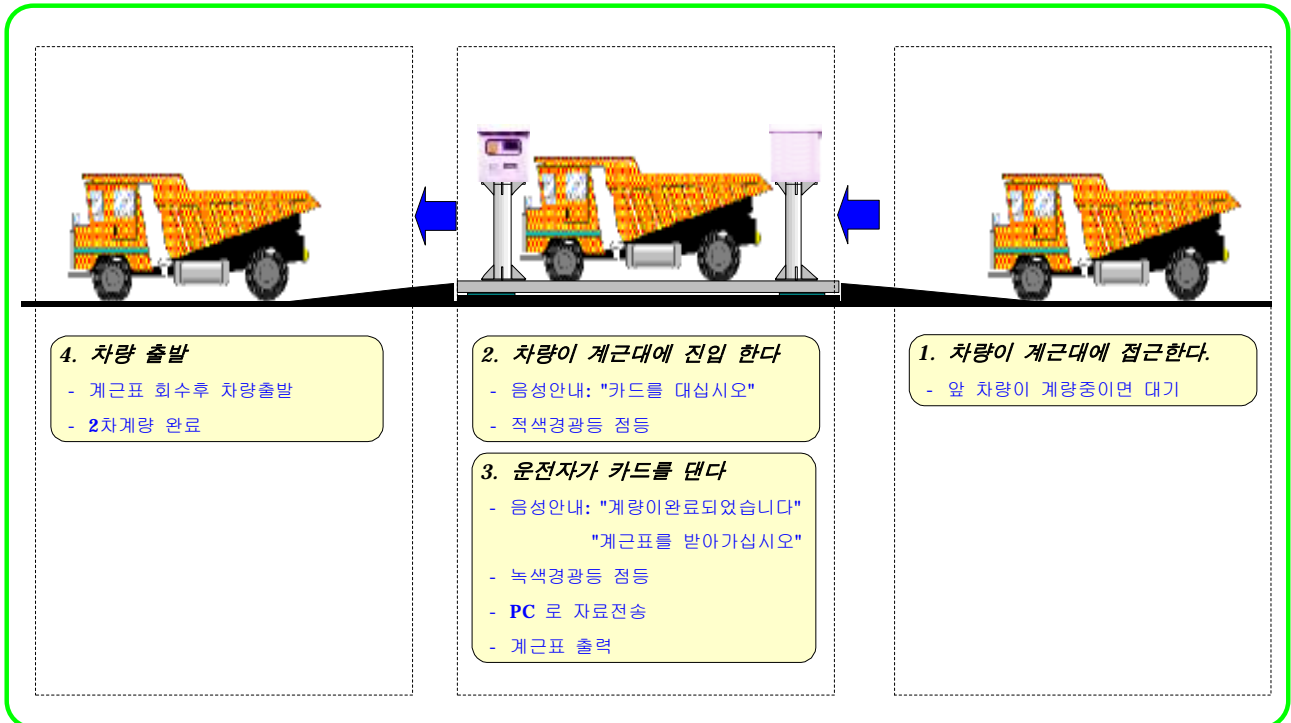 4. 차량 출발
- 계근표 회수후 차량출발
- 2차계량 완료
2. 차량이 계근대에 진입 한다
- 음성안내: "카드를 대십시오"
- 적색경광등 점등
3. 운전자가 카드를 댄다
- 음성안내: "계량이완료되었습니다"
"계근표를 받아가십시오"
- 녹색경광등 점등
- PC 로 자료전송
- 계근표 출력
1. 차량이 계근대에 접근한다.
- 앞 차량이 계량중이면 대기